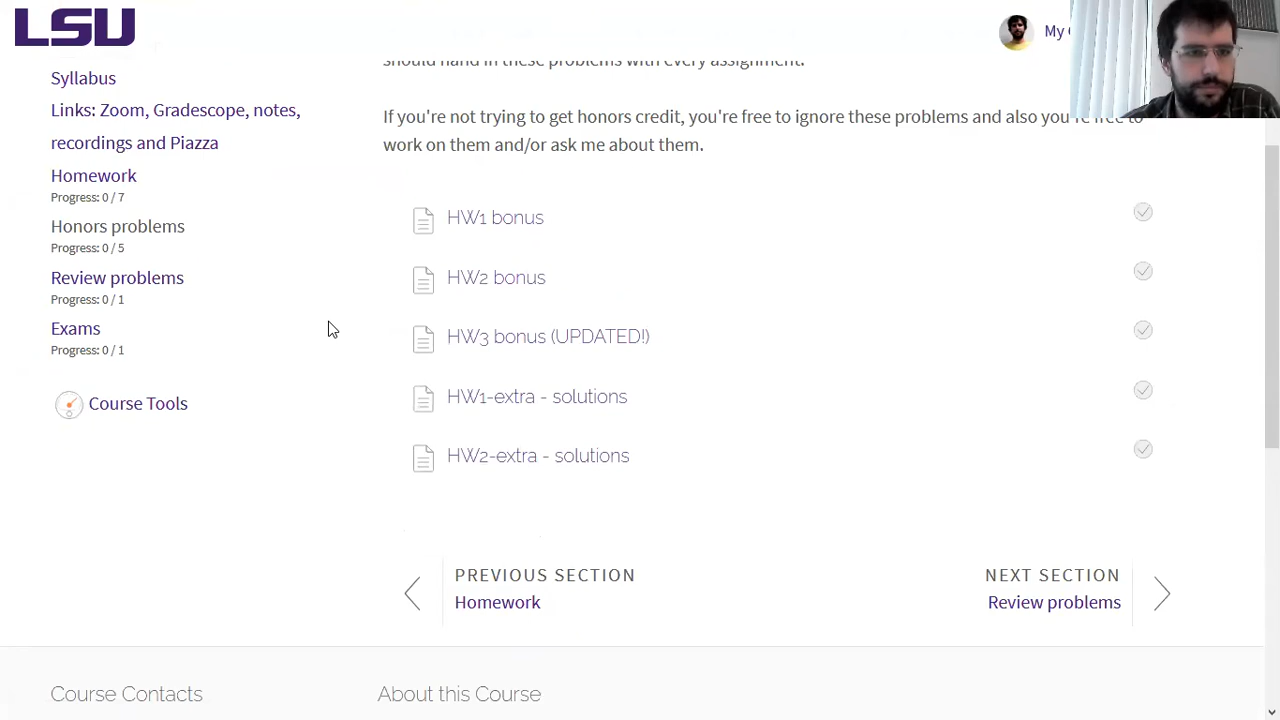 LSU
My
Syllabus
Links: Zoom, Gradescope, notes,
recordings and Piazza
Homework
Progress: 0 / 7
Honors problems
Progress: 0 / 5
Review problems
Progress: 0 / 1
Exams
Progress: 0 / 1
Course Tools
should hand in these problems with every assignment.
If you're not trying to get honors credit, you're free to ignore these problems and also you're free to
work on them and/or ask me about them.
HW1 bonus
HW2 bonus
HW3 bonus (UPDATED!)
HW1-extra - solutions
HW2-extra - solutions
PREVIOUS SECTION
Homework
NEXT SECTION
Review problems
Course Contacts
About this Course